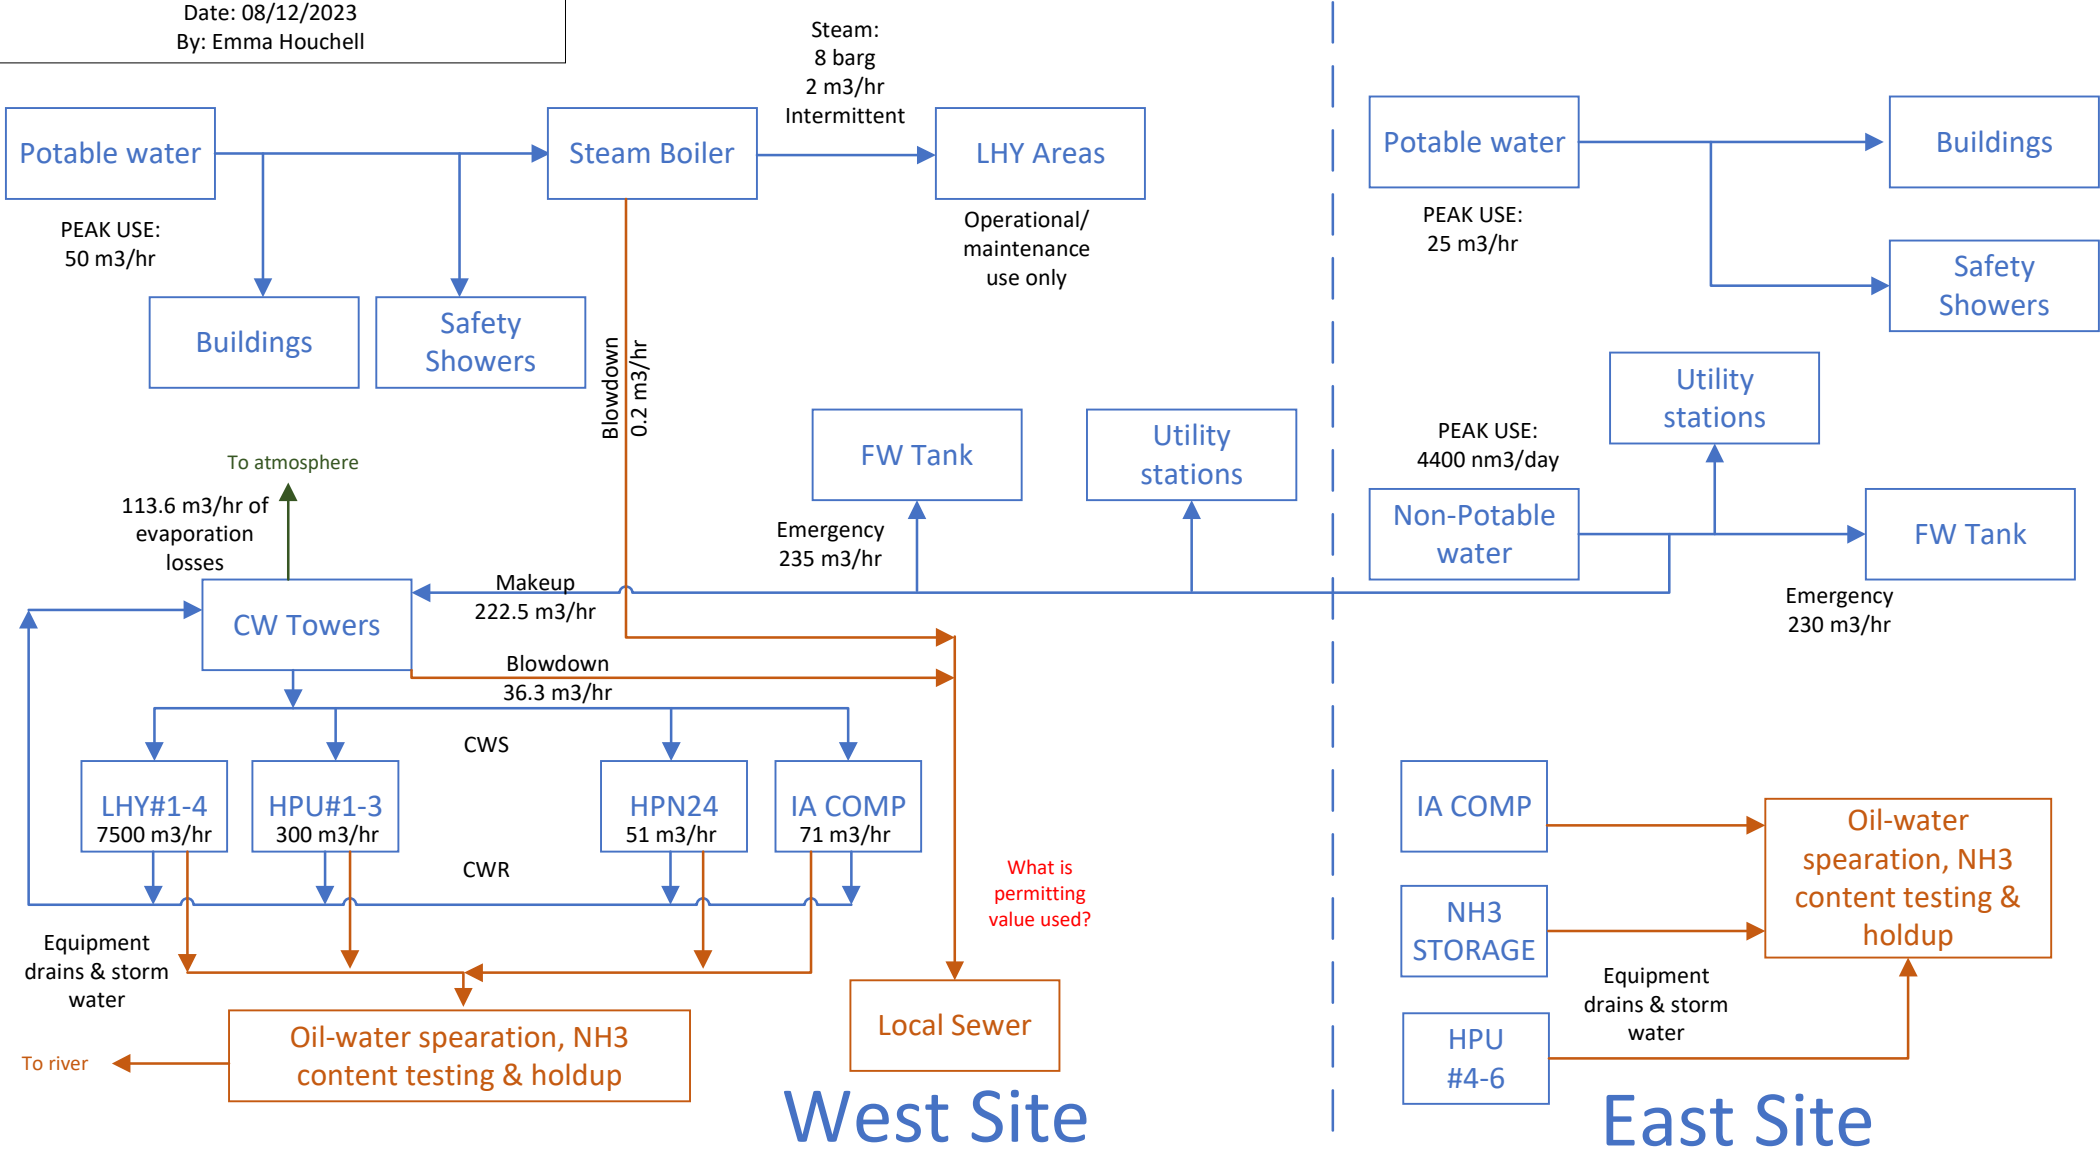 Date: 08/12/2023
By: Emma Houchell
Steam:
8 barg
2 m3/hr
Intermittent
Potable water
Steam Boiler
LHY Areas
PEAK USE:
50 m3/hr
Operational/
maintenance
use only
Buildings
Safety
Showers
Blowdown
0.2 m3/hr
To atmosphere
113.6 m3/hr of
evaporation
losses
FW Tank
Utility
stations
Emergency
235 m3/hr
CW Towers
Makeup
222.5 m3/hr
Blowdown
36.3 m3/hr
CWS
LHY#1-4
7500 m3/hr
HPU#1-3
300 m3/hr
HPN24
51 m3/hr
IA COMP
71 m3/hr
CWR
What is
permitting
value used?
Equipment
drains & storm
water
Oil-water spearation, NH3
content testing & holdup
To river
Local Sewer
West Site
Potable water
Buildings
PEAK USE:
25 m3/hr
Safety
Showers
Utility
stations
PEAK USE:
4400 nm3/day
Non-Potable
water
FW Tank
Emergency
230 m3/hr
IA COMP
Oil-water
spearation, NH3
content testing &
holdup
NH3
STORAGE
Equipment
drains & storm
water
HPU
#4-6
East Site